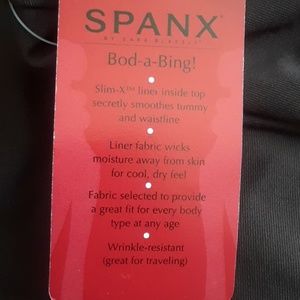 SPANX
BY SARA BLAKELY
Bod-a-Bing!
Slim-X™ liner inside top
secretly smoothes tummy
and waistline
Liner fabric wicks
moisture away from skin
for cool, dry feel
Fabric selected to provide
a great fit for every body
type at any age
Wrinkle-resistant
(great for traveling)